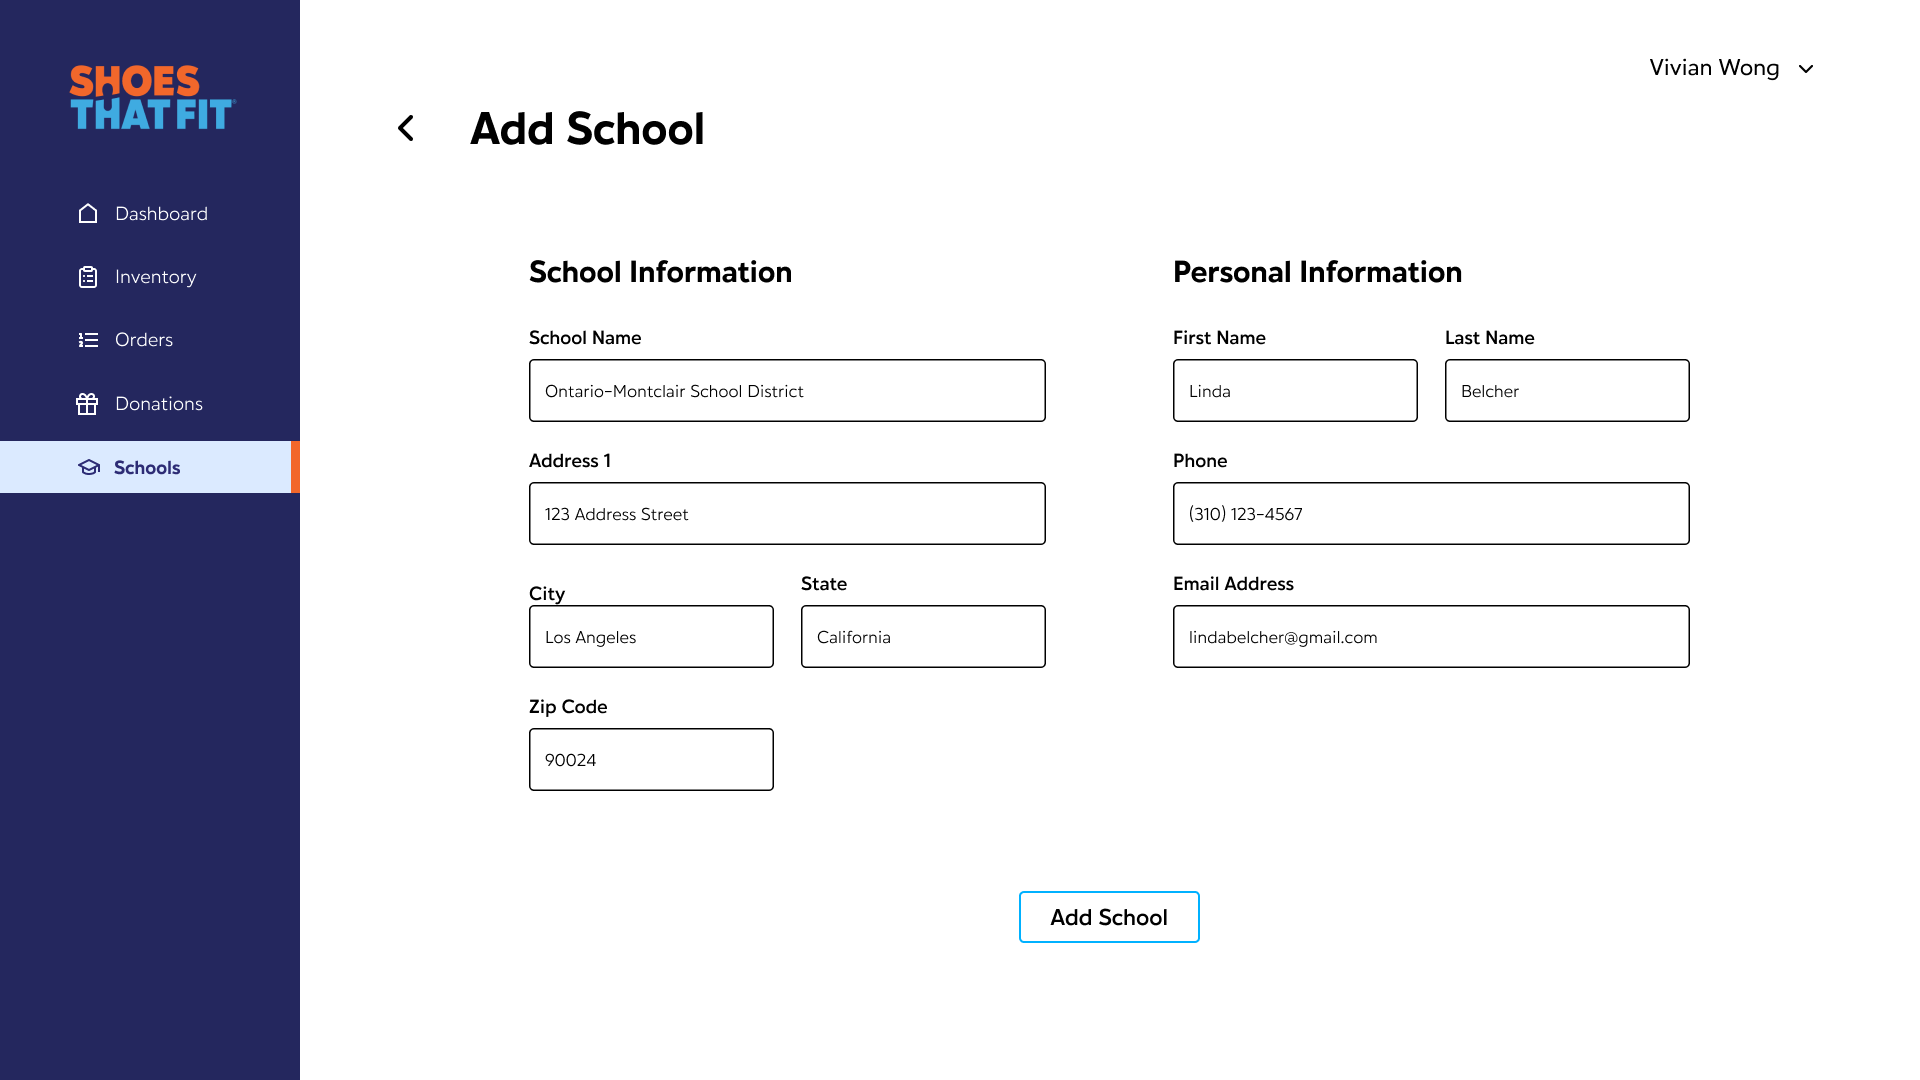 SHOES
THAT FIT
Dashboard
Inventory
Orders
Donations
Schools
Vivian Wong
Add School
School Information
School Name
Ontario-Montclair School District
Address 1
123 Address Street
City
State
Los Angeles
California
Zip Code
90024
Personal Information
First Name
Last Name
Linda
Belcher
Phone
(310) 123-4567
Email Address
lindabelcher@gmail.com
Add School